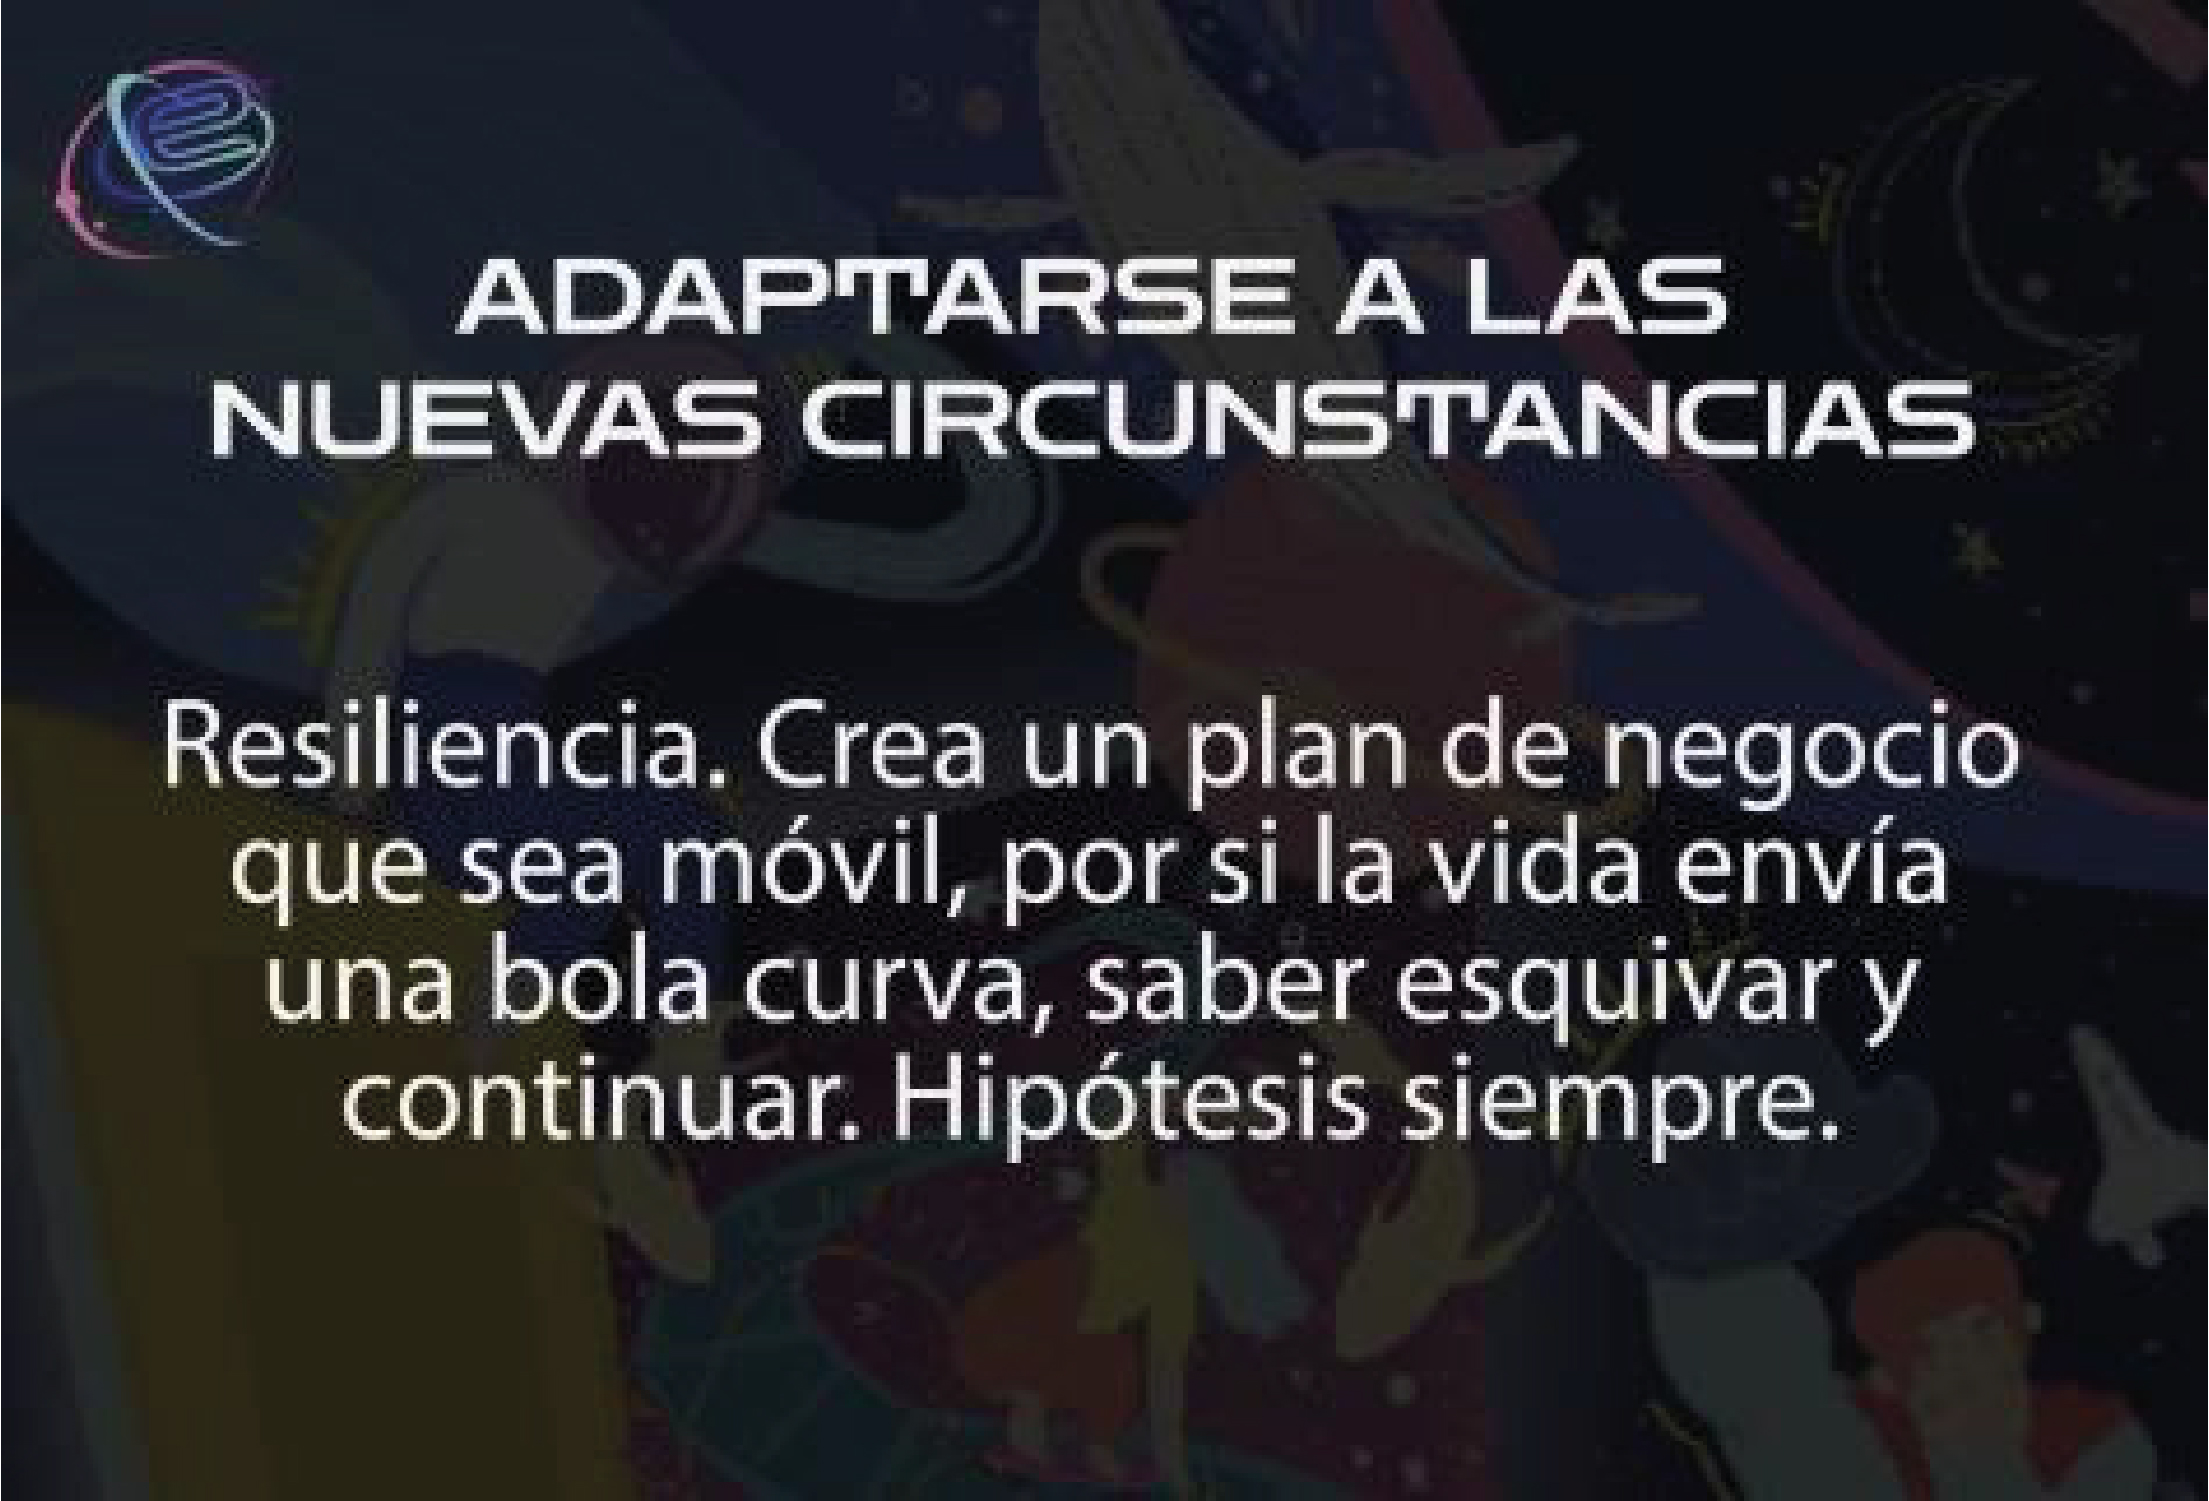 ADAPTARSE A LAS
NUEVAS CIRCUNSTANCIAS
Resiliencia. Crea un plan de negocio
que sea móvil, por si la vida envía
una bola curva, saber esquivar y
continuar. Hipótesis siempre.